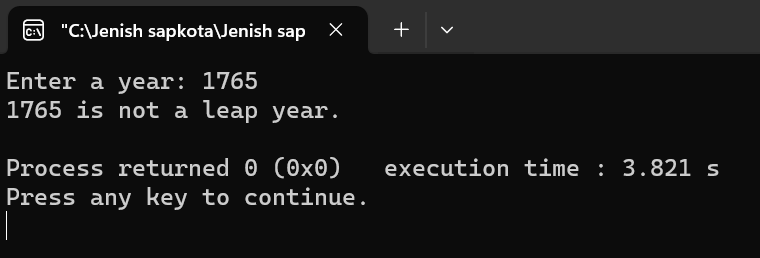 "C:\Jenish sapkota\Jenish sap
Enter a year: 1765
1765 is not a leap year.
Process returned 0 (0x0)   execution time : 3.821 s
Press any key to continue.